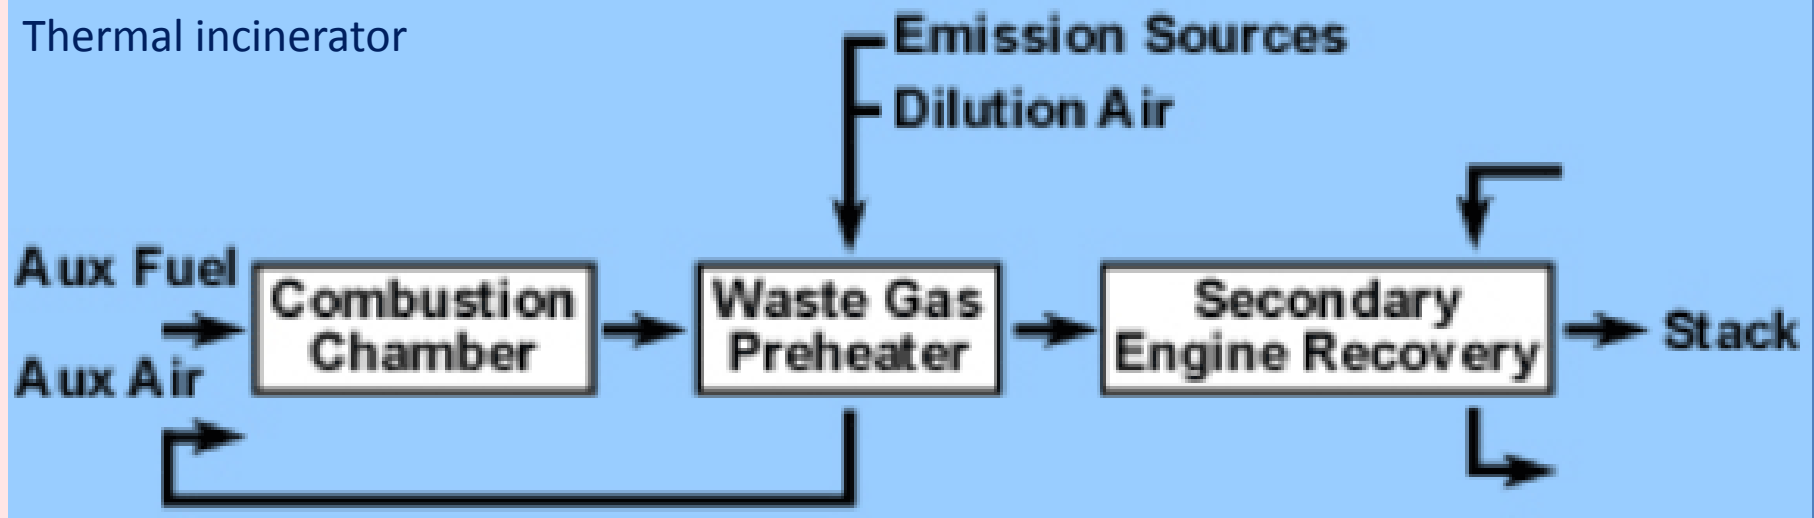 Thermal incinerator
Emission Sources
Dilution Air
Aux Fuel
Aux Air
Combustion
Chamber
Waste Gas
Preheater
Secondary
Engine Recovery
Stack